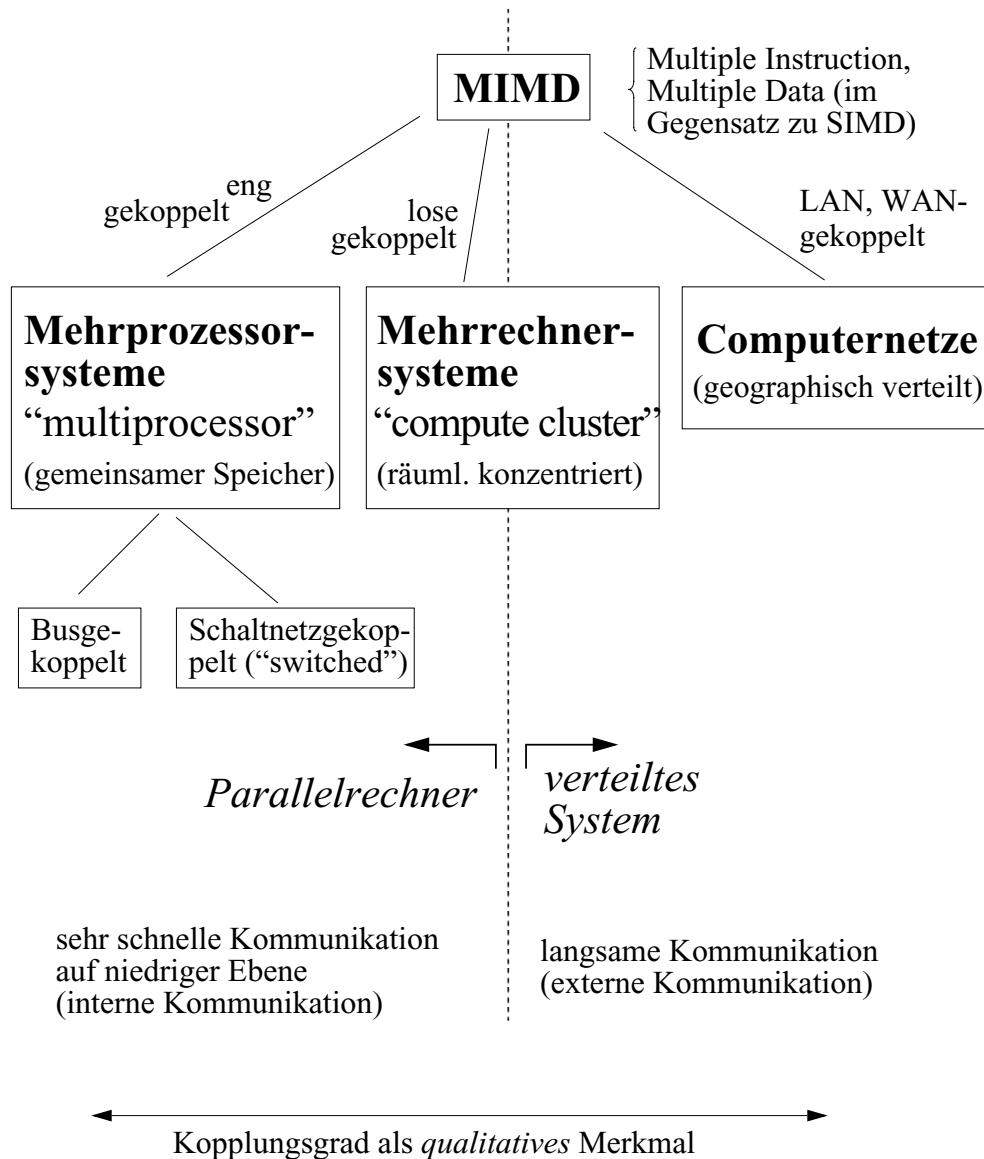 MIMD
Multiple Instruction,
Multiple Data (im
Gegensatz zu SIMD)
eng
gekoppelt
lose
gekoppelt
LAN, WAN-
gekoppelt
Mehrprozessor-
systeme
“multiprocessor”
(gemeinsamer Speicher)
Mehrrechner-
systeme
“compute cluster”
(räuml. konzentriert)
Computernetze
(geographisch verteilt)
Busge-
koppelt
Schaltnetzgekop-
pelt (“switched”)
Parallelrechner
verteiltes
System
sehr schnelle Kommunikation
auf niedriger Ebene
(interne Kommunikation)
langsame Kommunikation
(externe Kommunikation)
Kopplungsgrad als qualitatives Merkmal